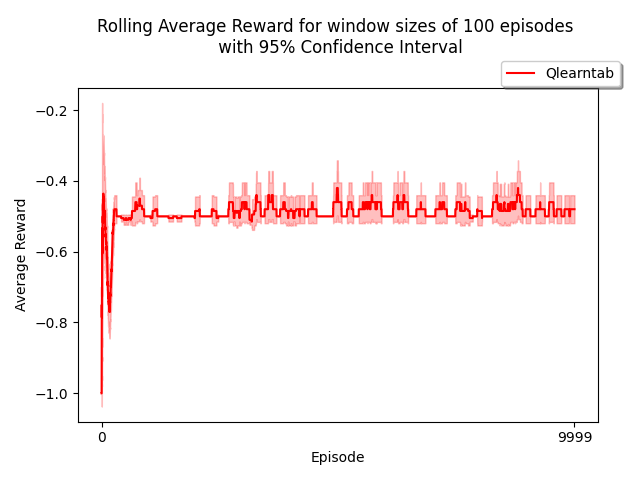 Rolling Average Reward for window sizes of 100 episodes
with 95% Confidence Interval
Qlearntab
Average Reward
−0.2
−0.4
−0.6
−0.8
−1.0
0
9999
Episode